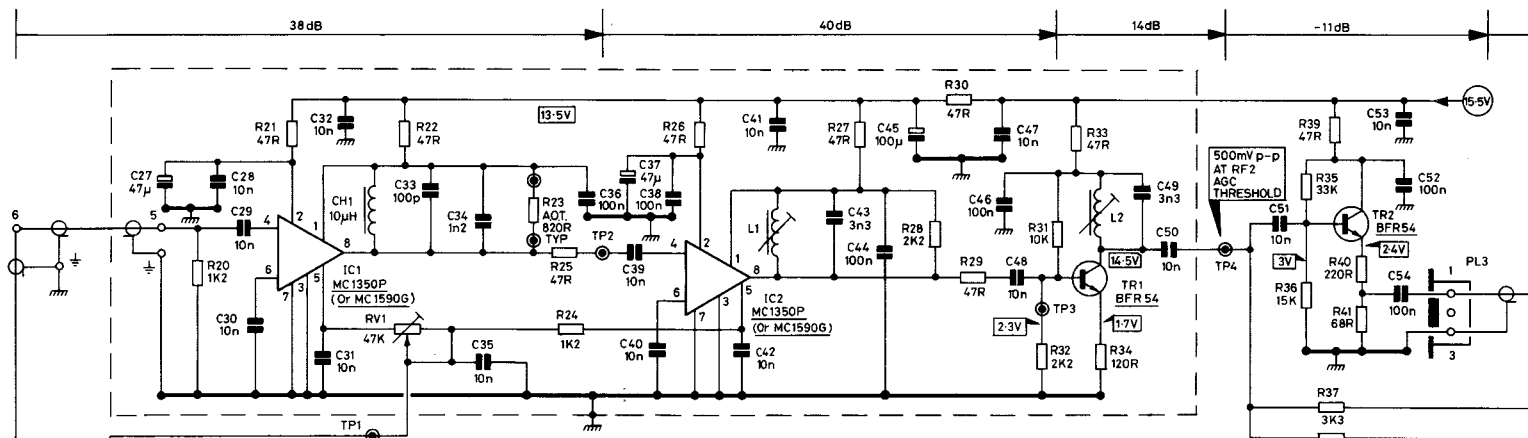 38dB
40dB
14dB
-11dB
R30
47R
15·5V
13·5V
C32
10n
R21
47R
R22
47R
R26
47R
C41
10n
R27
47R
C45
100µ
C47
10n
R33
47R
R39
47R
C53
10n
C27
47µ
C28
10n
C29
10n
CH1
10µH
C33
100p
C34
1n2
R23
A.O.T.
820R
TYP
C36
100n
C37
47µ
C38
100n
TP2
C39
10n
R25
47R
L1
C43
3n3
C44
100n
R28
2K2
R29
47R
C48
10n
C46
100n
R31
10K
L2
C49
3n3
500mV p-p
AT RF2
AGC
THRESHOLD
C50
10n
TP4
C51
10n
R35
33K
C52
100n
TR2
BFR54
2·4V
3V
R36
15K
R40
220R
R41
68R
C54
100n
PL3
1
3
6
5
R20
1K2
4
2
1
8
6
7
3
5
IC1
MC1350P
(Or MC1590G)
C30
10n
C31
10n
RV1
47K
R24
1K2
C35
10n
4
2
1
8
6
7
3
5
IC2
MC1350P
(Or MC1590G)
C40
10n
C42
10n
14·5V
TR1
BFR54
TP3
2·3V
1·7V
R32
2K2
R34
120R
TP1
R37
3K3